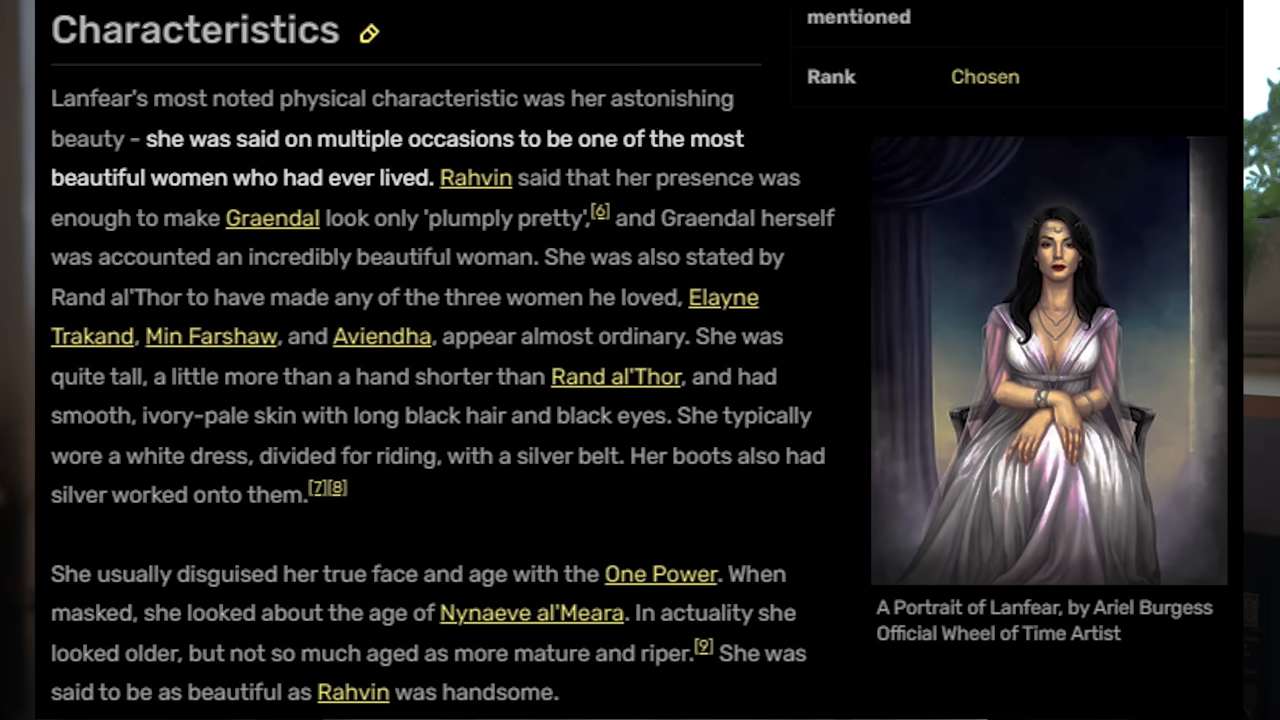 Characteristics
Lanfear's most noted physical characteristic was her astonishing
beauty - she was said on multiple occasions to be one of the most
beautiful women who had ever lived. Rahvin said that her presence was
enough to make Graendal look only 'plumply pretty',[6] and Graendal herself
was accounted an incredibly beautiful woman. She was also stated by
Rand al'Thor to have made any of the three women he loved, Elayne
Trakand, Min Farshaw, and Aviendha, appear almost ordinary. She was
quite tall, a little more than a hand shorter than Rand al'Thor, and had
smooth, ivory-pale skin with long black hair and black eyes. She typically
wore a white dress, divided for riding, with a silver belt. Her boots also had
silver worked onto them.[7][8]
She usually disguised her true face and age with the One Power. When
masked, she looked about the age of Nynaeve al'Meara. In actuality she
looked older, but not so much aged as more mature and riper.[9] She was
said to be as beautiful as Rahvin was handsome.
mentioned
Rank Chosen
A Portrait of Lanfear, by Ariel Burgess
Official Wheel of Time Artist